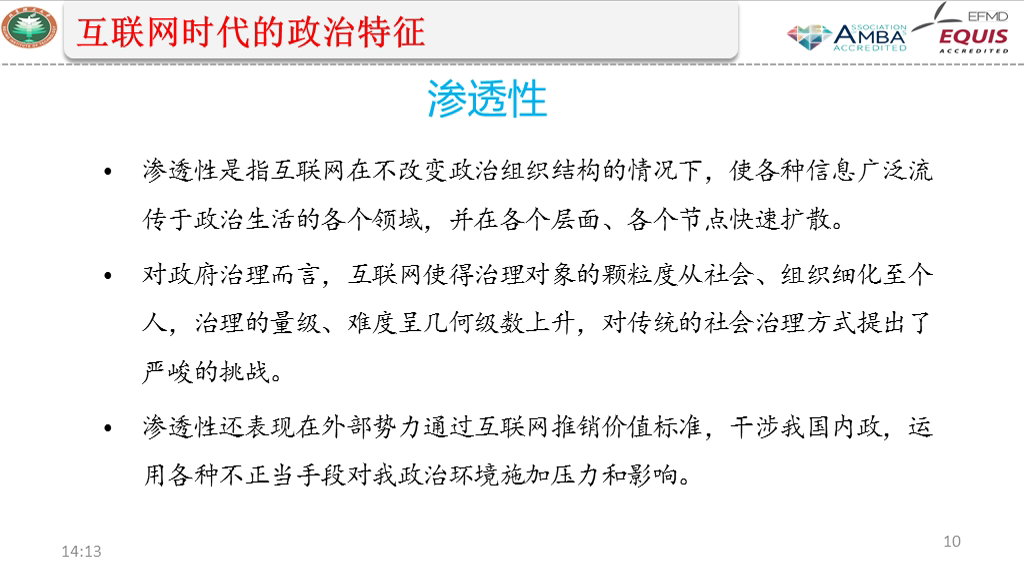 互联网时代的政治特征
ASSOCIATION
AMBA
ACCREDITED
EFMD
EQUIS
ACCREDITED
渗透性
• 渗透性是指互联网在不改变政治组织结构的情况下，使各种信息广泛流
传于政治生活的各个领域，并在各个层面、各个节点快速扩散。
• 对政府治理而言，互联网使得治理对象的颗粒度从社会、组织细化至个
人，治理的量级、难度呈几何级数上升，对传统的社会治理方式提出了
严峻的挑战。
• 渗透性还表现在外部势力通过互联网推销价值标准，干涉我国内政，运
用各种不正当手段对我政治环境施加压力和影响。
14:13
10